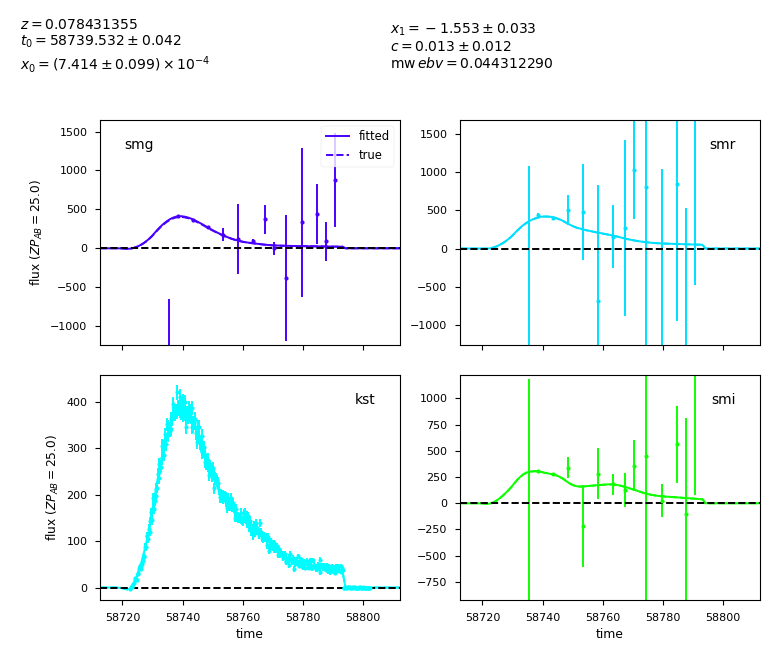 z = 0.078431355
t₀ = 58739.532 ± 0.042
x₀ = (7.414 ± 0.099) × 10⁻⁴
x₁ = −1.553 ± 0.033
c = 0.013 ± 0.012
mw ebv = 0.044312290
smg
fitted
true
1500
1000
500
0
−500
−1000
flux (ZP_AB = 25.0)
smr
1500
1000
500
0
−500
−1000
kst
400
300
200
100
0
flux (ZP_AB = 25.0)
58720 58740 58760 58780 58800
time
smi
1000
750
500
250
0
−250
−500
−750
58720 58740 58760 58780 58800
time